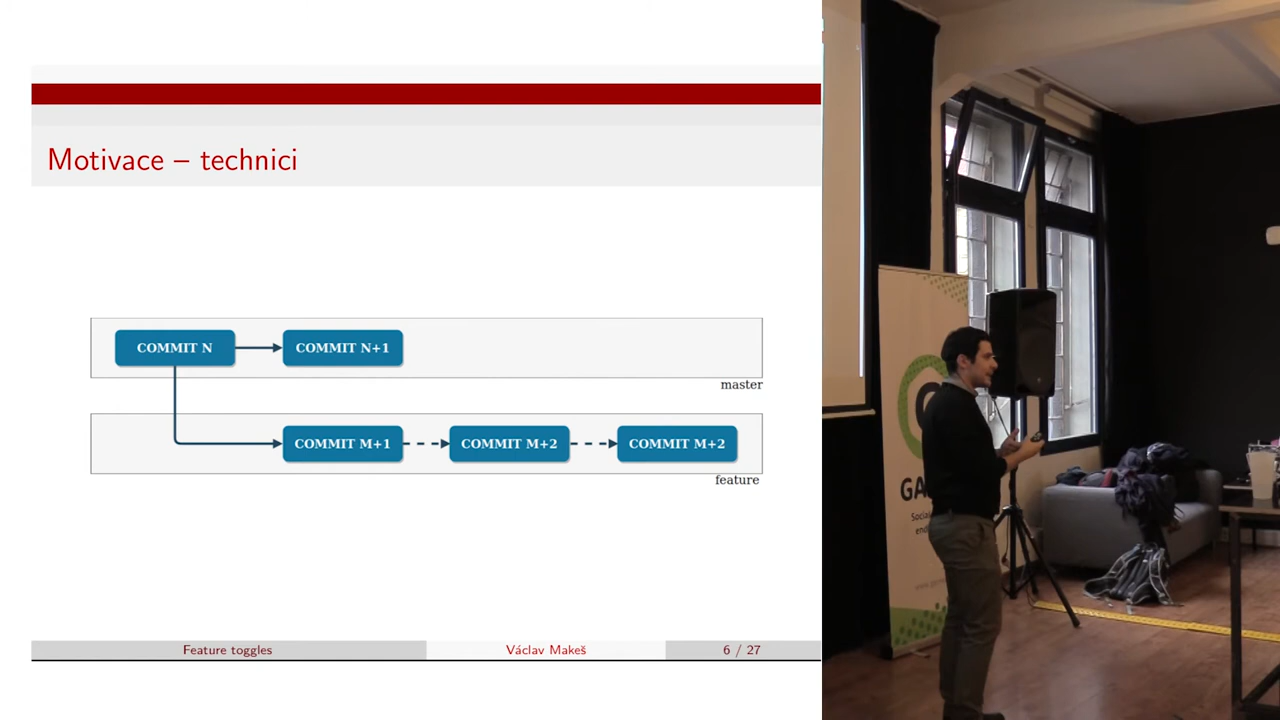 Motivace – technici
COMMIT N
COMMIT N+1
master
COMMIT M+1
COMMIT M+2
COMMIT M+2
feature
Feature toggles
Václav Makeš
6 / 27